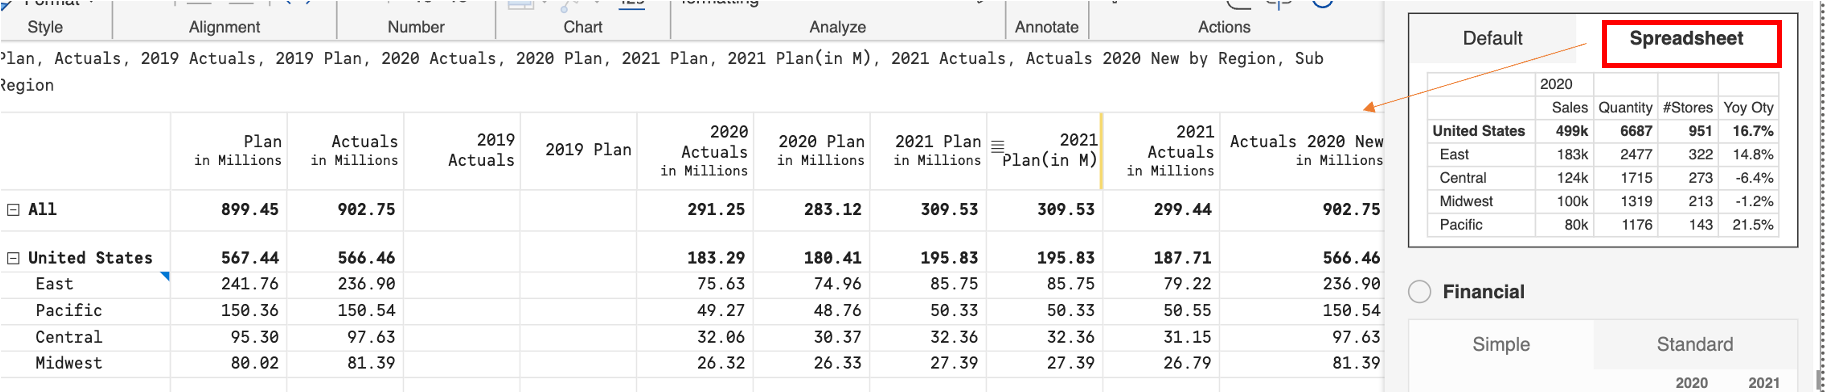 Style Alignment Number Chart Analyze Annotate Actions
Plan, Actuals, 2019 Actuals, 2019 Plan, 2020 Actuals, 2020 Plan, 2021 Plan, 2021 Plan(in M), 2021 Actuals, Actuals 2020 New by Region, Sub
Region
Plan in Millions Actuals in Millions 2019 Actuals 2019 Plan 2020 Actuals in Millions 2020 Plan in Millions 2021 Plan in Millions 2021 Plan(in M) 2021 Actuals in Millions Actuals 2020 New in Millions
All 899.45 902.75 291.25 283.12 309.53 309.53 299.44 902.75
United States 567.44 566.46 183.29 180.41 195.83 195.83 187.71 566.46
East 241.76 236.90 75.63 74.96 85.75 85.75 79.22 236.90
Pacific 150.36 150.54 49.27 48.76 50.33 50.33 50.55 150.54
Central 95.30 97.63 32.06 30.37 32.36 32.36 31.15 97.63
Midwest 80.02 81.39 26.32 26.33 27.39 27.39 26.79 81.39
Default Spreadsheet
2020
Sales Quantity #Stores Yoy Qty
United States 499k 6687 951 16.7%
East 183k 2477 322 14.8%
Central 124k 1715 273 -6.4%
Midwest 100k 1319 213 -1.2%
Pacific 80k 1176 143 21.5%
Financial
Simple Standard
2020 2021